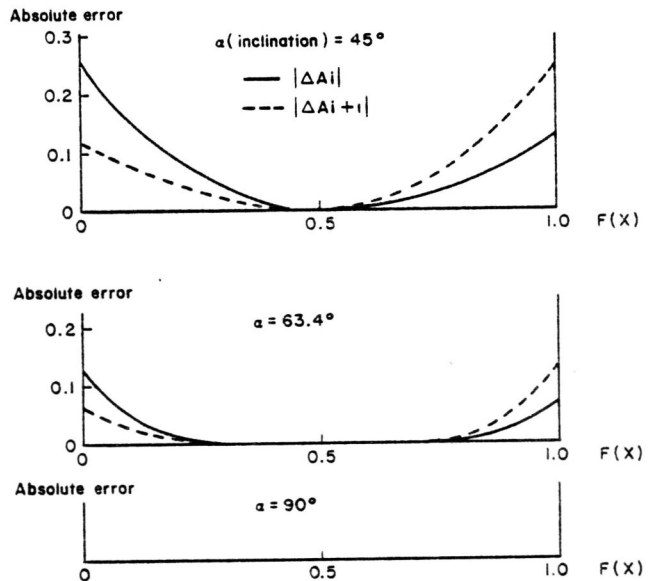 Absolute error
0.3
α (inclination) = 45°
|ΔAi|
0.2
|ΔAi+1|
0.1
0
0.5
1.0
F(X)
Absolute error
α = 63.4°
0.2
0.1
0
0
0.5
1.0
F(X)
Absolute error
α = 90°
0
0.5
1.0
F(X)
0